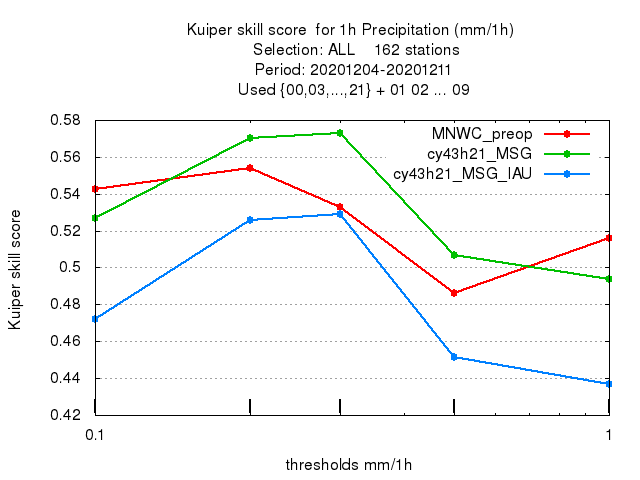 Kuiper skill score  for 1h Precipitation (mm/1h)
Selection: ALL    162 stations
Period: 20201204-20201211
Used {00,03,...,21} + 01 02 ... 09
MNWC_preop
cy43h21_MSG
cy43h21_MSG_IAU
Kuiper skill score
0.58
0.56
0.54
0.52
0.5
0.48
0.46
0.44
0.42
0.1
1
thresholds mm/1h